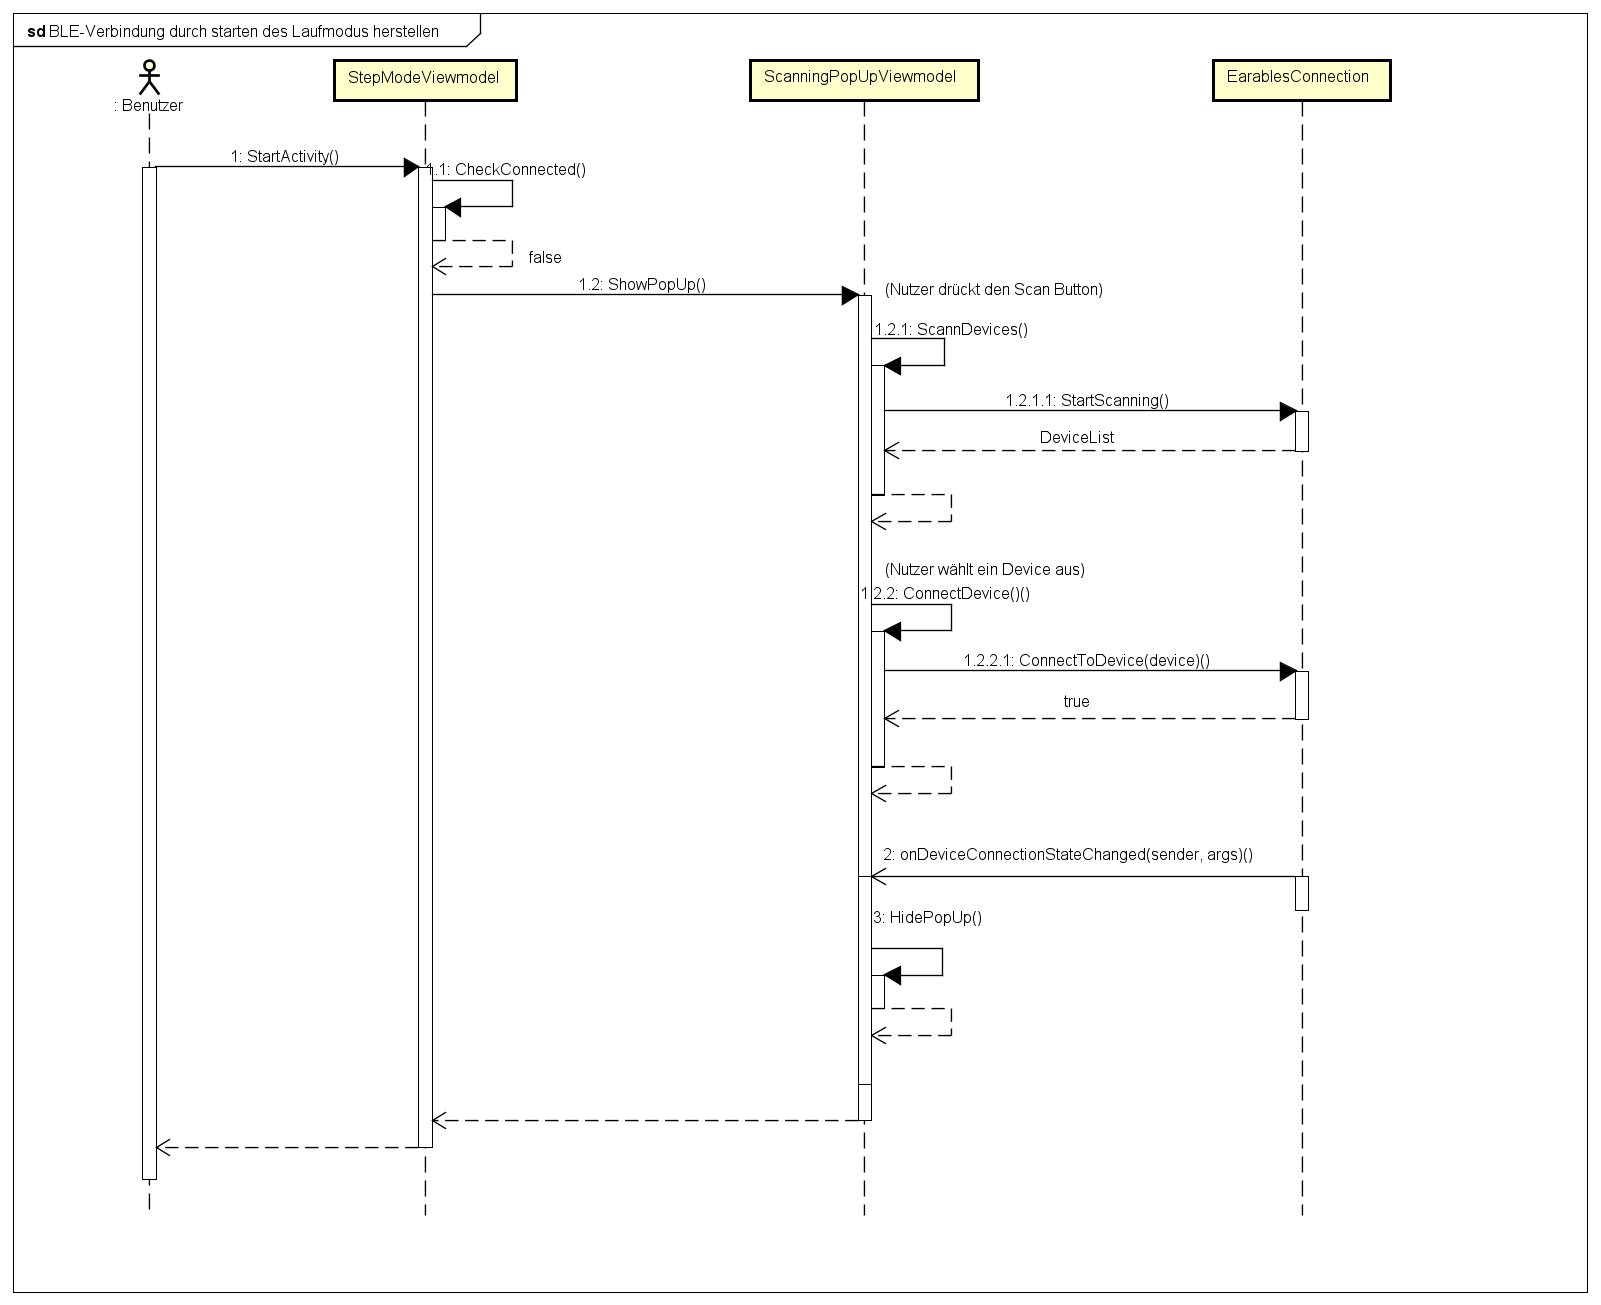 sd BLE-Verbindung durch starten des Laufmodus herstellen
: Benutzer
StepModeViewmodel
ScanningPopUpViewmodel
EarablesConnection
1: StartActivity()
1.1: CheckConnected()
false
1.2: ShowPopUp()
(Nutzer drückt den Scan Button)
1.2.1: ScannDevices()
1.2.1.1: StartScanning()
DeviceList
(Nutzer wählt ein Device aus)
1.2.2: ConnectDevice()()
1.2.2.1: ConnectToDevice(device)()
true
2: onDeviceConnectionStateChanged(sender, args)()
3: HidePopUp()